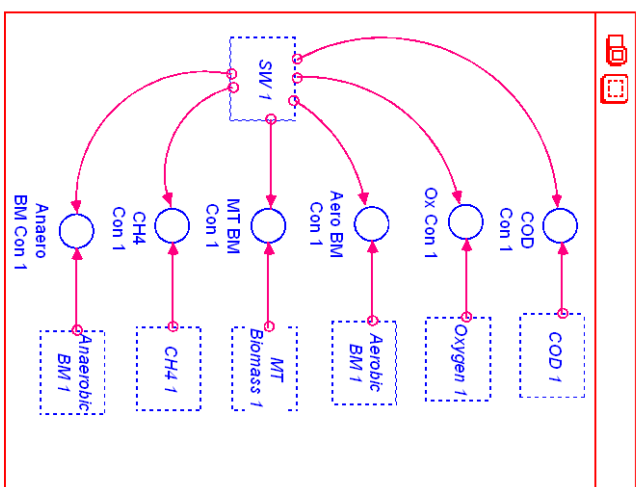 SW 1
COD
Con 1
Ox Con 1
Aero BM
Con 1
MT BM
Con 1
CH4
Con 1
Anaero
BM Con 1
COD 1
Oxygen 1
Aerobic
BM 1
MT
Biomass 1
CH4 1
Anaerobic
BM 1